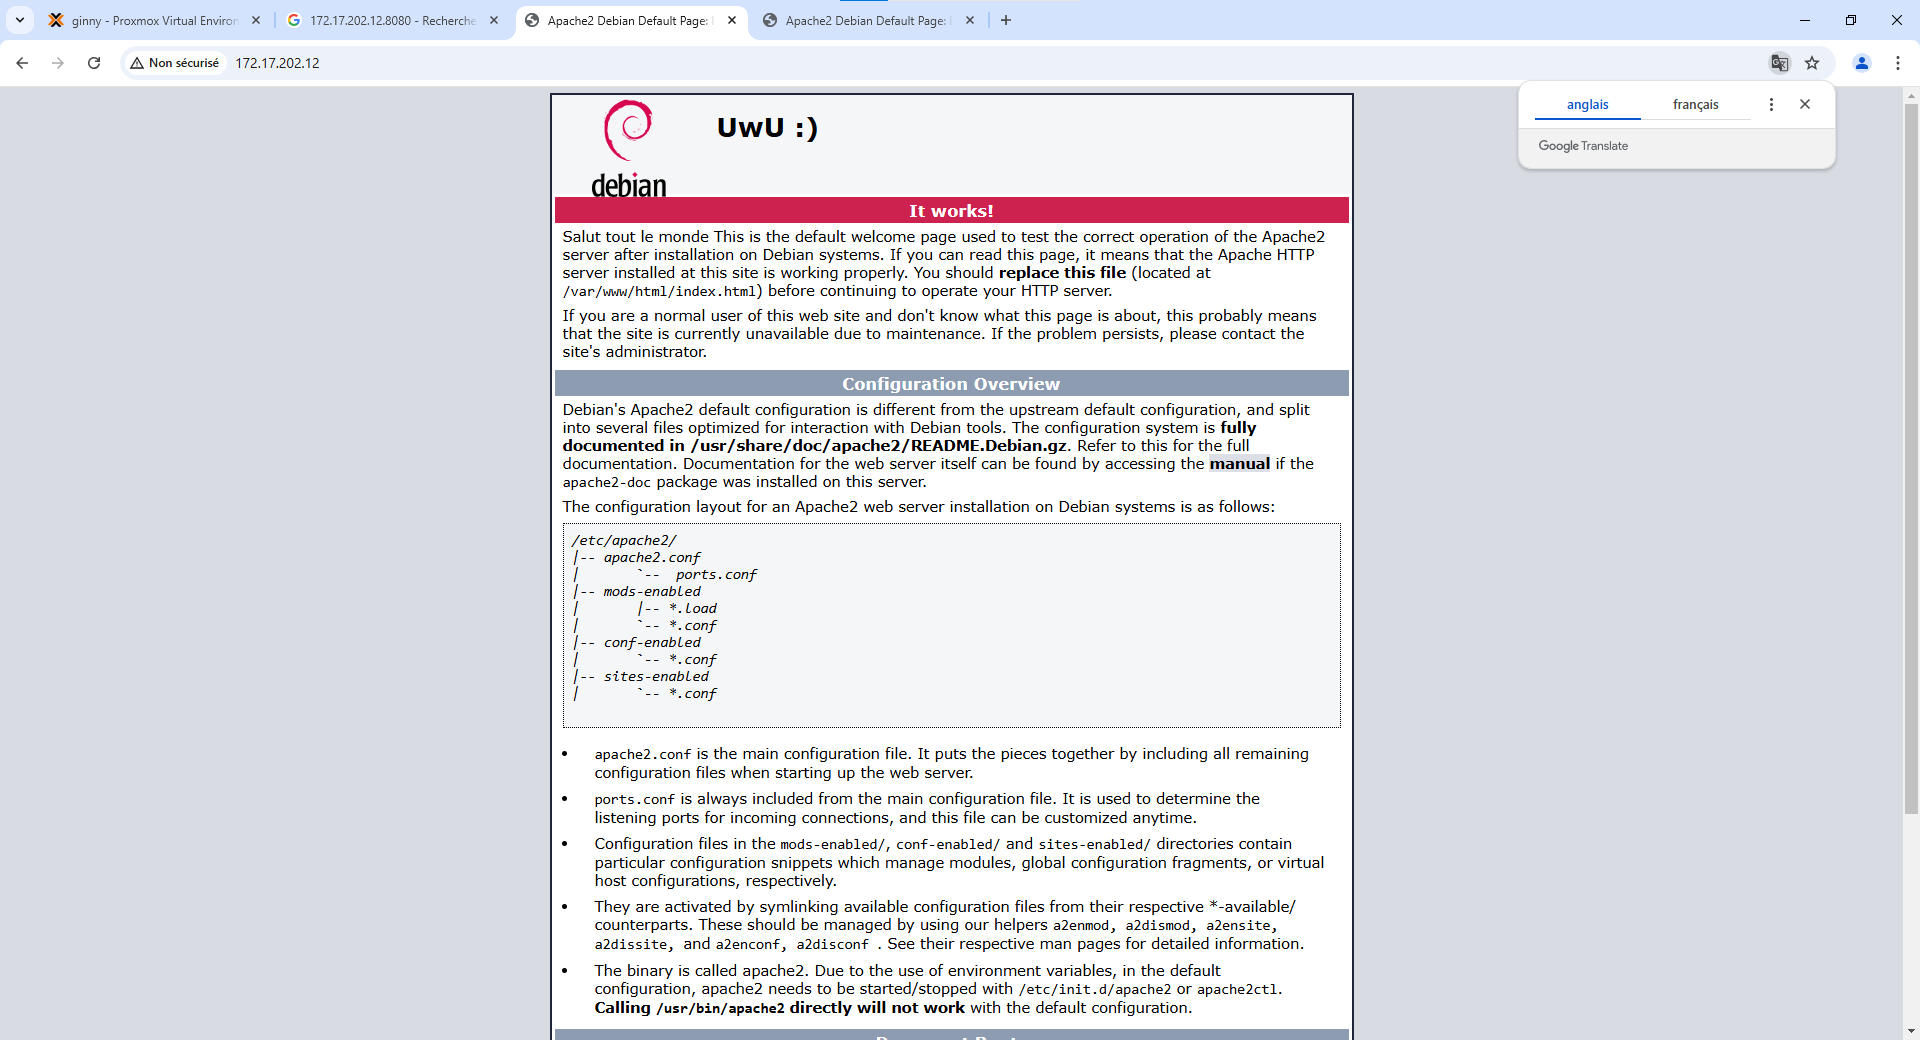 ginny - Proxmox Virtual Environ
172.17.202.12.8080 - Recherche
Apache2 Debian Default Page:
Apache2 Debian Default Page:
Non sécurisé
172.17.202.12
anglais
français
Google Translate
debian
UwU :)
It works!
Salut tout le monde This is the default welcome page used to test the correct operation of the Apache2
server after installation on Debian systems. If you can read this page, it means that the Apache HTTP
server installed at this site is working properly. You should replace this file (located at
/var/www/html/index.html) before continuing to operate your HTTP server.
If you are a normal user of this web site and don't know what this page is about, this probably means
that the site is currently unavailable due to maintenance. If the problem persists, please contact the
site's administrator.
Configuration Overview
Debian's Apache2 default configuration is different from the upstream default configuration, and split
into several files optimized for interaction with Debian tools. The configuration system is fully
documented in /usr/share/doc/apache2/README.Debian.gz. Refer to this for the full
documentation. Documentation for the web server itself can be found by accessing the manual if the
apache2-doc package was installed on this server.
The configuration layout for an Apache2 web server installation on Debian systems is as follows:
/etc/apache2/
|-- apache2.conf
|       `--  ports.conf
|-- mods-enabled
|       |-- *.load
|       `-- *.conf
|-- conf-enabled
|       `-- *.conf
|-- sites-enabled
|       `-- *.conf
• apache2.conf is the main configuration file. It puts the pieces together by including all remaining
configuration files when starting up the web server.
• ports.conf is always included from the main configuration file. It is used to determine the
listening ports for incoming connections, and this file can be customized anytime.
• Configuration files in the mods-enabled/, conf-enabled/ and sites-enabled/ directories contain
particular configuration snippets which manage modules, global configuration fragments, or virtual
host configurations, respectively.
• They are activated by symlinking available configuration files from their respective *-available/
counterparts. These should be managed by using our helpers a2enmod, a2dismod, a2ensite,
a2dissite, and a2enconf, a2disconf . See their respective man pages for detailed information.
• The binary is called apache2. Due to the use of environment variables, in the default
configuration, apache2 needs to be started/stopped with /etc/init.d/apache2 or apache2ctl.
Calling /usr/bin/apache2 directly will not work with the default configuration.